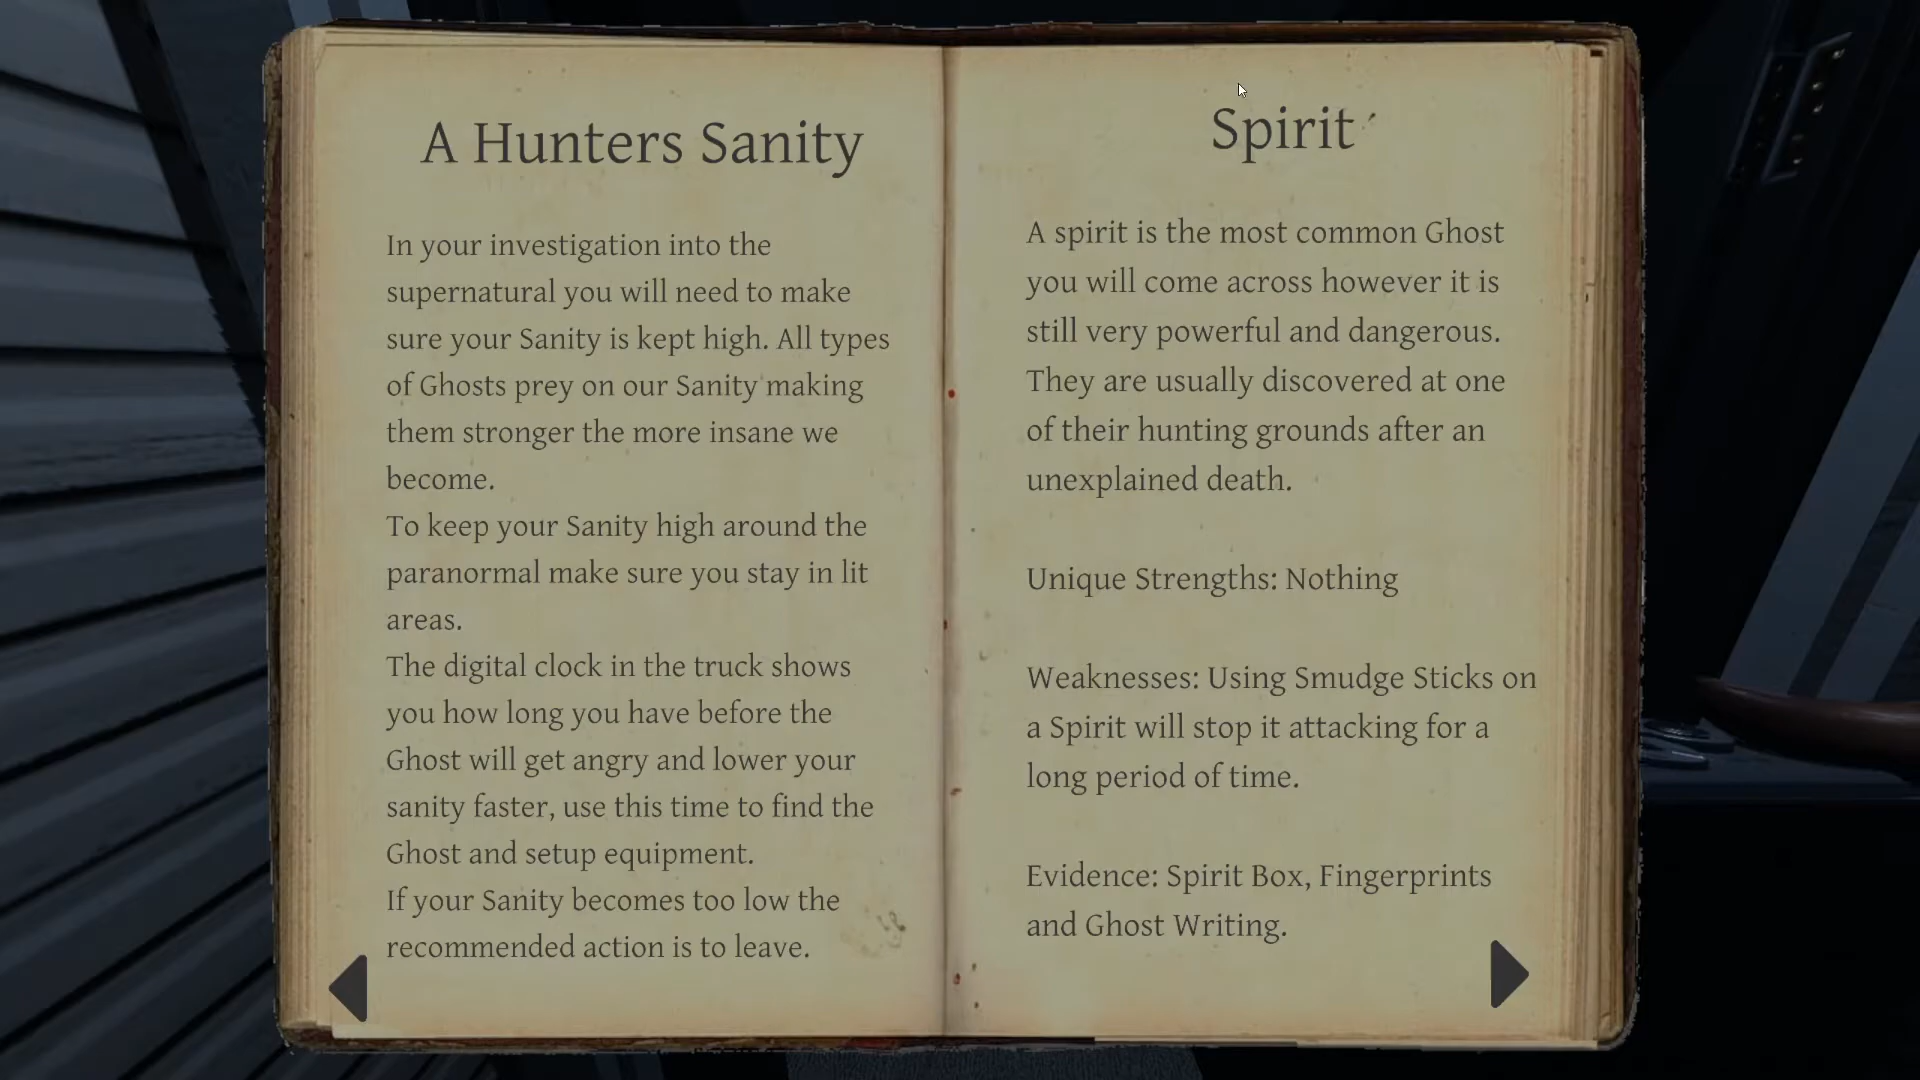 A Hunters Sanity
In your investigation into the
supernatural you will need to make
sure your Sanity is kept high. All types
of Ghosts prey on our Sanity making
them stronger the more insane we
become.
To keep your Sanity high around the
paranormal make sure you stay in lit
areas.
The digital clock in the truck shows
you how long you have before the
Ghost will get angry and lower your
sanity faster, use this time to find the
Ghost and setup equipment.
If your Sanity becomes too low the
recommended action is to leave.
Spirit
A spirit is the most common Ghost
you will come across however it is
still very powerful and dangerous.
They are usually discovered at one
of their hunting grounds after an
unexplained death.
Unique Strengths: Nothing
Weaknesses: Using Smudge Sticks on
a Spirit will stop it attacking for a
long period of time.
Evidence: Spirit Box, Fingerprints
and Ghost Writing.